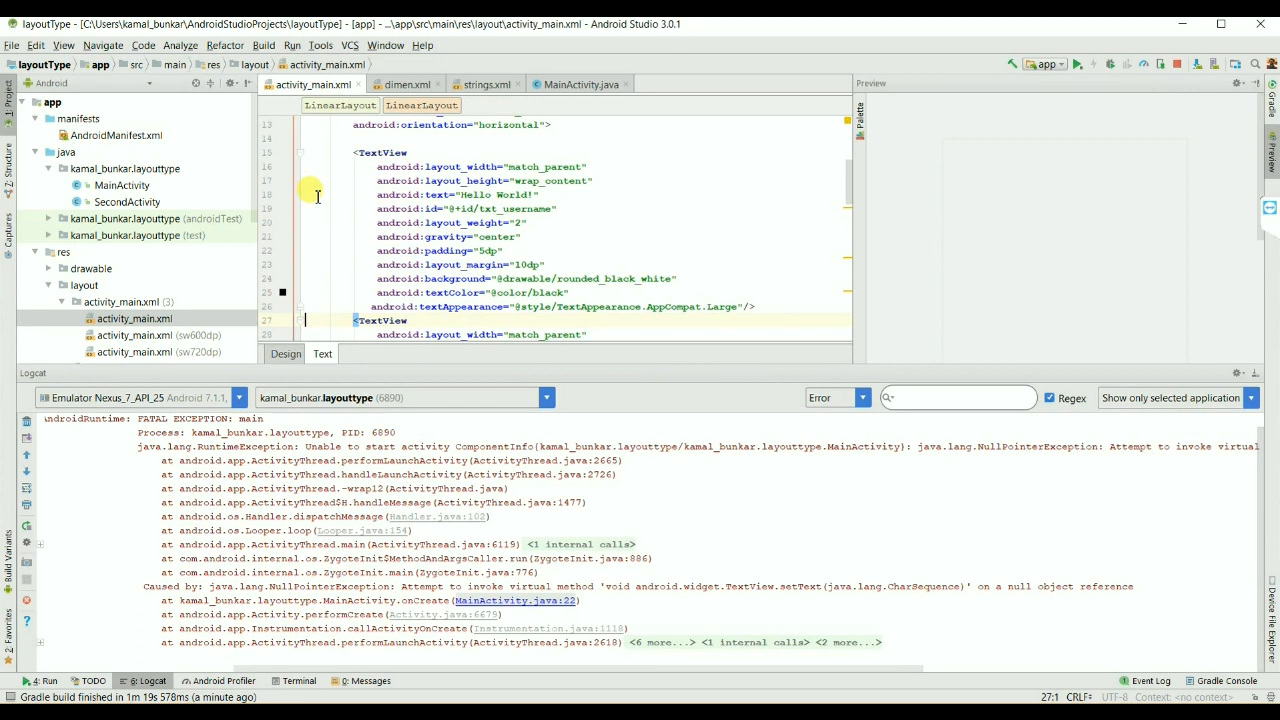 layoutType - [C:\Users\kamal_bunkar\AndroidStudioProjects\layoutType] - [app] - ...\app\src\main\res\layout\activity_main.xml - Android Studio 3.0.1
File Edit View Navigate Code Analyze Refactor Build Run Tools VCS Window Help
layoutType app src main res layout activity_main.xml app
Android activity_main.xml dimen.xml strings.xml MainActivity.java Preview
LinearLayout LinearLayout
app
manifests
AndroidManifest.xml
java
kamal_bunkar.layouttype
MainActivity
SecondActivity
kamal_bunkar.layouttype (androidTest)
kamal_bunkar.layouttype (test)
res
drawable
layout
activity_main.xml (3)
activity_main.xml
activity_main.xml (sw600dp)
activity_main.xml (sw720dp)
13 android:orientation="horizontal">
14
15 <TextView
16 android:layout_width="match_parent"
17 android:layout_height="wrap_content"
18 android:text="Hello World!"
19 android:id="@+id/txt_username"
20 android:layout_weight="2"
21 android:gravity="center"
22 android:padding="5dp"
23 android:layout_margin="10dp"
24 android:background="@drawable/rounded_black_white"
25 android:textColor="@color/black"
26 android:textAppearance="@style/TextAppearance.AppCompat.Large"/>
27 <TextView
28 android:layout_width="match_parent"
Design Text
1: Project
7: Structure
Captures
Build Variants
2: Favorites
Palette
Gradle
Preview
Device File Explorer
Logcat
Emulator Nexus_7_API_25 Android 7.1.1, kamal_bunkar.layouttype (6890) Error Regex Show only selected application
AndroidRuntime: FATAL EXCEPTION: main
Process: kamal_bunkar.layouttype, PID: 6890
java.lang.RuntimeException: Unable to start activity ComponentInfo{kamal_bunkar.layouttype/kamal_bunkar.layouttype.MainActivity}: java.lang.NullPointerException: Attempt to invoke virtual
at android.app.ActivityThread.performLaunchActivity(ActivityThread.java:2665)
at android.app.ActivityThread.handleLaunchActivity(ActivityThread.java:2726)
at android.app.ActivityThread.-wrap12(ActivityThread.java)
at android.app.ActivityThread$H.handleMessage(ActivityThread.java:1477)
at android.os.Handler.dispatchMessage(Handler.java:102)
at android.os.Looper.loop(Looper.java:154)
at android.app.ActivityThread.main(ActivityThread.java:6119) <1 internal calls>
at com.android.internal.os.ZygoteInit$MethodAndArgsCaller.run(ZygoteInit.java:886)
at com.android.internal.os.ZygoteInit.main(ZygoteInit.java:776)
Caused by: java.lang.NullPointerException: Attempt to invoke virtual method 'void android.widget.TextView.setText(java.lang.CharSequence)' on a null object reference
at kamal_bunkar.layouttype.MainActivity.onCreate(MainActivity.java:22)
at android.app.Activity.performCreate(Activity.java:6679)
at android.app.Instrumentation.callActivityOnCreate(Instrumentation.java:1118)
at android.app.ActivityThread.performLaunchActivity(ActivityThread.java:2618) <6 more...> <1 internal calls> <2 more...>
4: Run TODO 6: Logcat Android Profiler Terminal 0: Messages Event Log Gradle Console
Gradle build finished in 1m 19s 578ms (a minute ago) 27:1 CRLF÷ UTF-8 Context: <no context>